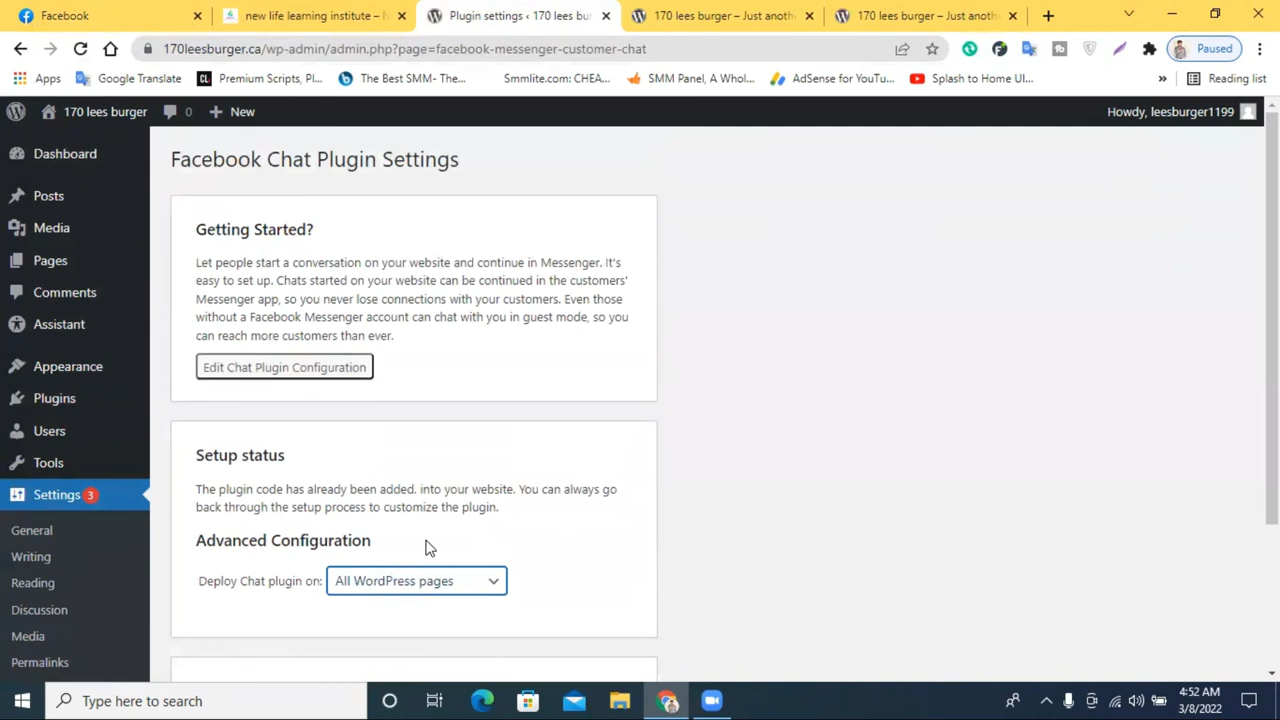 Facebook
new life learning institute –
Plugin settings ‹ 170 lees bur
170 lees burger – Just anoth
170 lees burger – Just anoth
170leesburger.ca/wp-admin/admin.php?page=facebook-messenger-customer-chat
Paused
Apps
Google Translate
Premium Scripts, Pl...
The Best SMM- The...
Smmlite.com: CHEA...
SMM Panel, A Whol...
AdSense for YouTu...
Splash to Home UI...
»
Reading list
170 lees burger
0
New
Howdy, leesburger1199
Dashboard
Posts
Media
Pages
Comments
Assistant
Appearance
Plugins
Users
Tools
Settings 3
General
Writing
Reading
Discussion
Media
Permalinks
Facebook Chat Plugin Settings
Getting Started?
Let people start a conversation on your website and continue in Messenger. It's
easy to set up. Chats started on your website can be continued in the customers'
Messenger app, so you never lose connections with your customers. Even those
without a Facebook Messenger account can chat with you in guest mode, so you
can reach more customers than ever.
Edit Chat Plugin Configuration
Setup status
The plugin code has already been added. into your website. You can always go
back through the setup process to customize the plugin.
Advanced Configuration
Deploy Chat plugin on: All WordPress pages
Type here to search
4:52 AM
3/8/2022